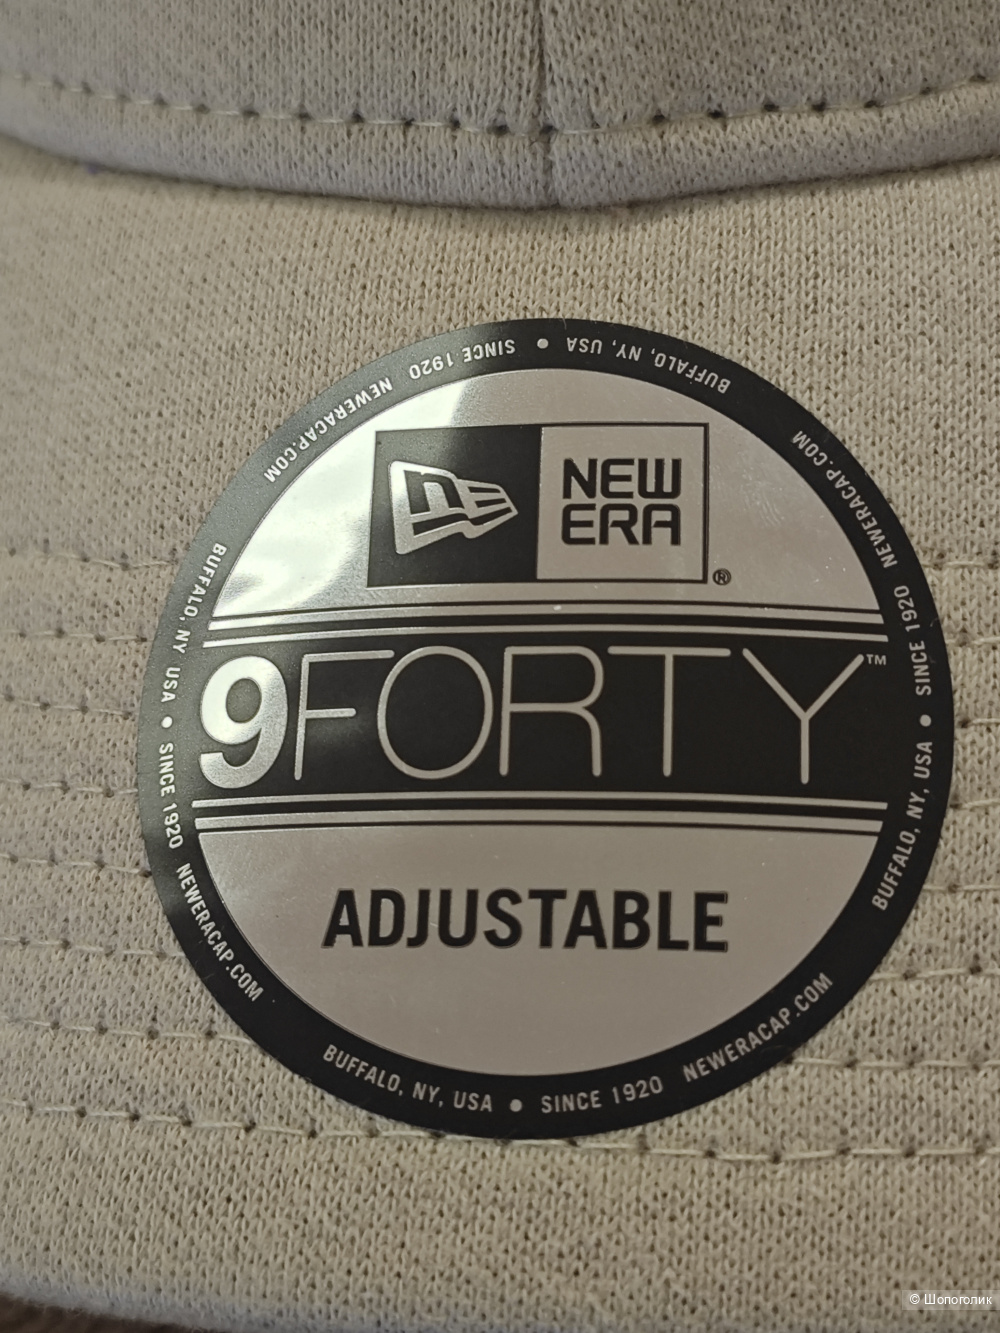 BUFFALO, NY, USA • SINCE 1920 NEWERACAP.COM
NEW
ERA
®
9FORTY™
ADJUSTABLE
BUFFALO, NY, USA • SINCE 1920 NEWERACAP.COM
BUFFALO, NY, USA • SINCE 1920 NEWERACAP.COM
BUFFALO, NY, USA • SINCE 1920 NEWERACAP.COM
© Шопоголик